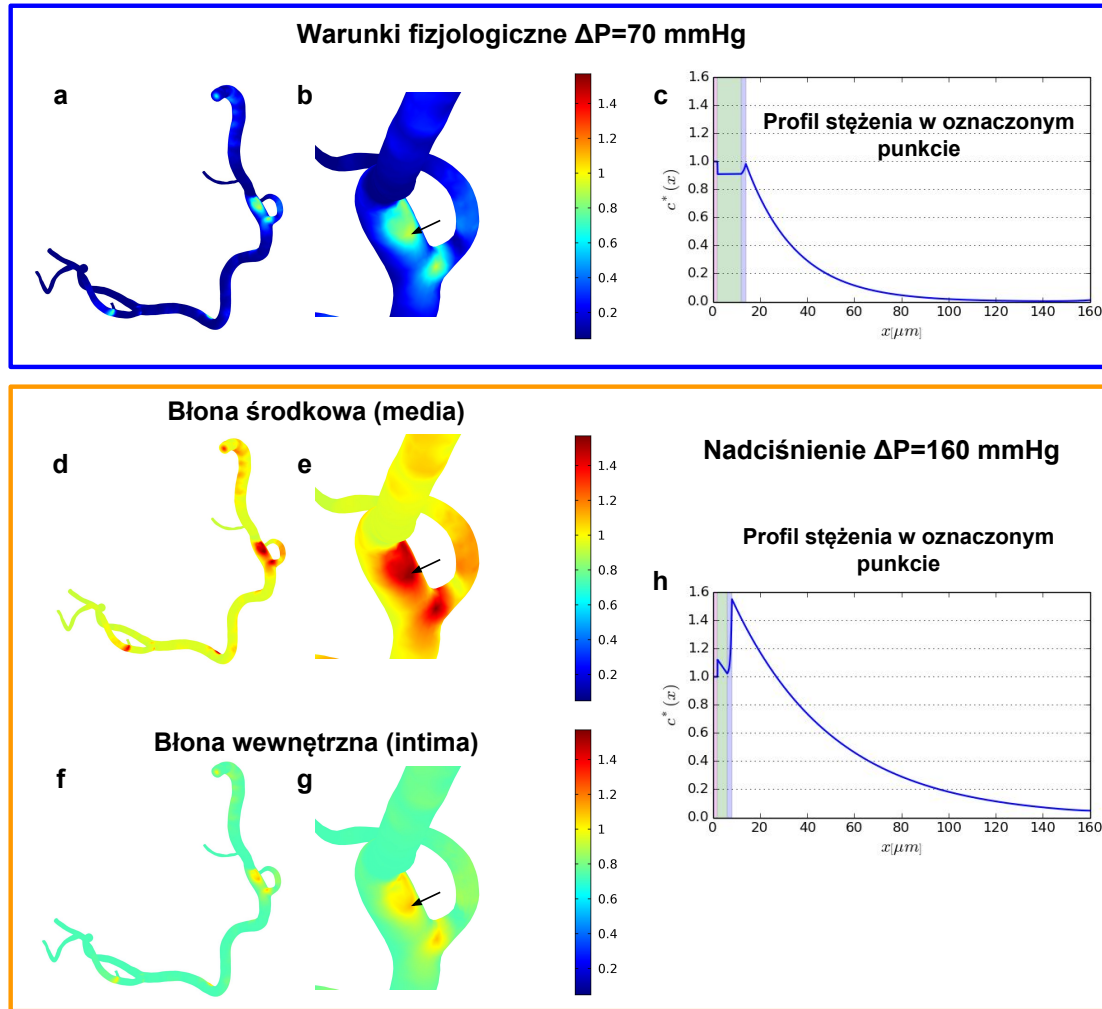 Warunki fizjologiczne ΔP=70 mmHg
a
b
1.4
1.2
1
0.8
0.6
0.4
0.2
c
Profil stężenia w oznaczonym
punkcie
1.6
1.4
1.2
1.0
0.8
0.6
0.4
0.2
0.0
c* (x)
0 20 40 60 80 100 120 140 160
x[μm]
Błona środkowa (media)
d
e
1.4
1.2
1
0.8
0.6
0.4
0.2
Nadciśnienie ΔP=160 mmHg
Błona wewnętrzna (intima)
f
g
1.4
1.2
1
0.8
0.6
0.4
0.2
Profil stężenia w oznaczonym
punkcie
h
1.6
1.4
1.2
1.0
0.8
0.6
0.4
0.2
0.0
c* (x)
0 20 40 60 80 100 120 140 160
x[μm]